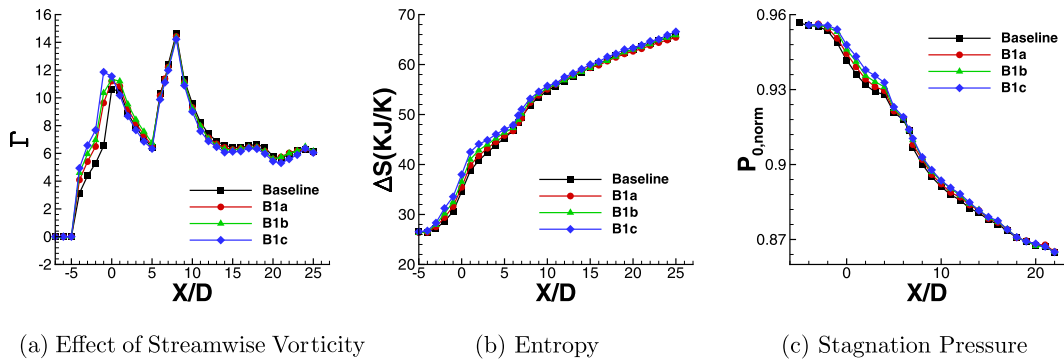 16
14
12
10
8
6
4
2
0
-2
Γ
-5
0
5
10
15
20
25
X/D
Baseline
B1a
B1b
B1c
(a) Effect of Streamwise Vorticity
70
60
50
40
30
20
ΔS(KJ/K)
-5
0
5
10
15
20
25
X/D
Baseline
B1a
B1b
B1c
(b) Entropy
0.96
0.93
0.9
0.87
P0,norm
0
10
20
X/D
Baseline
B1a
B1b
B1c
(c) Stagnation Pressure